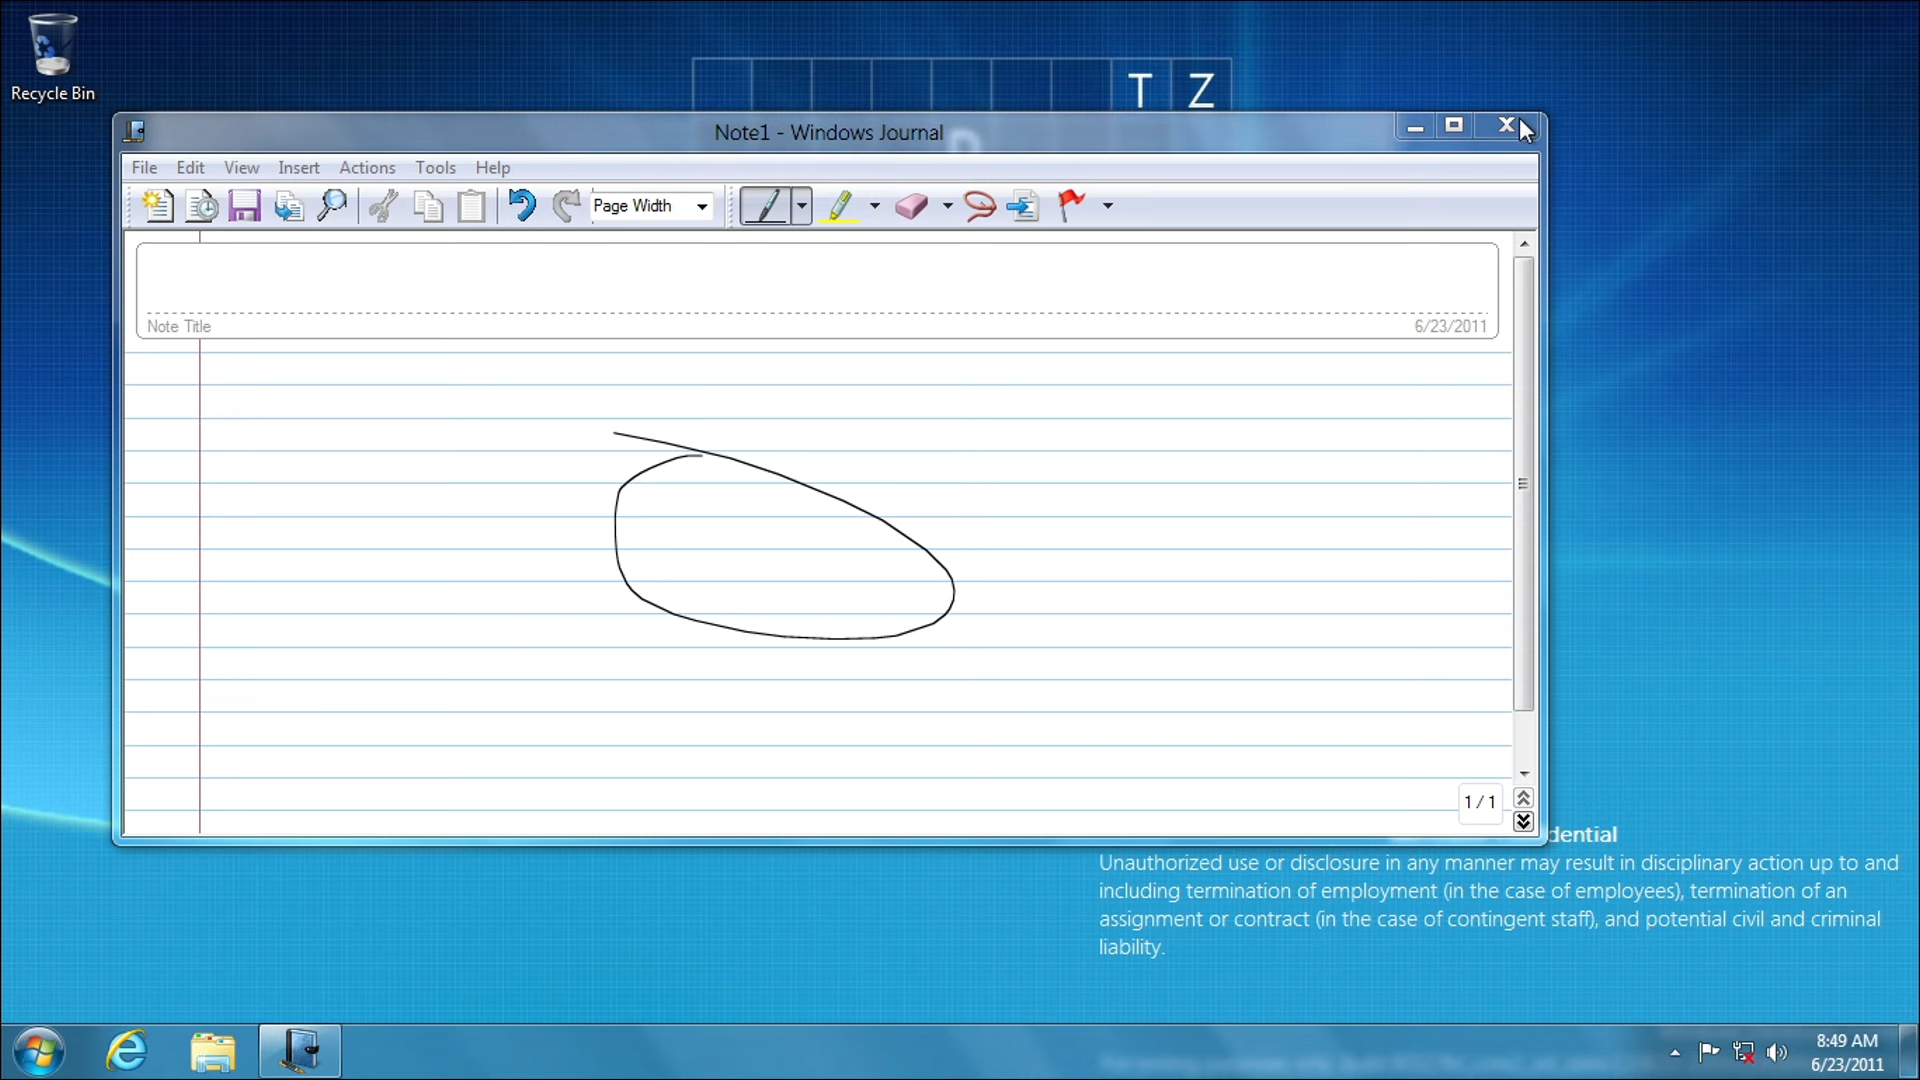 Recycle Bin
T Z
Note1 - Windows Journal
File Edit View Insert Actions Tools Help
Page Width
Note Title
6/23/2011
1 / 1
dential
Unauthorized use or disclosure in any manner may result in disciplinary action up to and
including termination of employment (in the case of employees), termination of an
assignment or contract (in the case of contingent staff), and potential civil and criminal
liability.
8:49 AM
6/23/2011